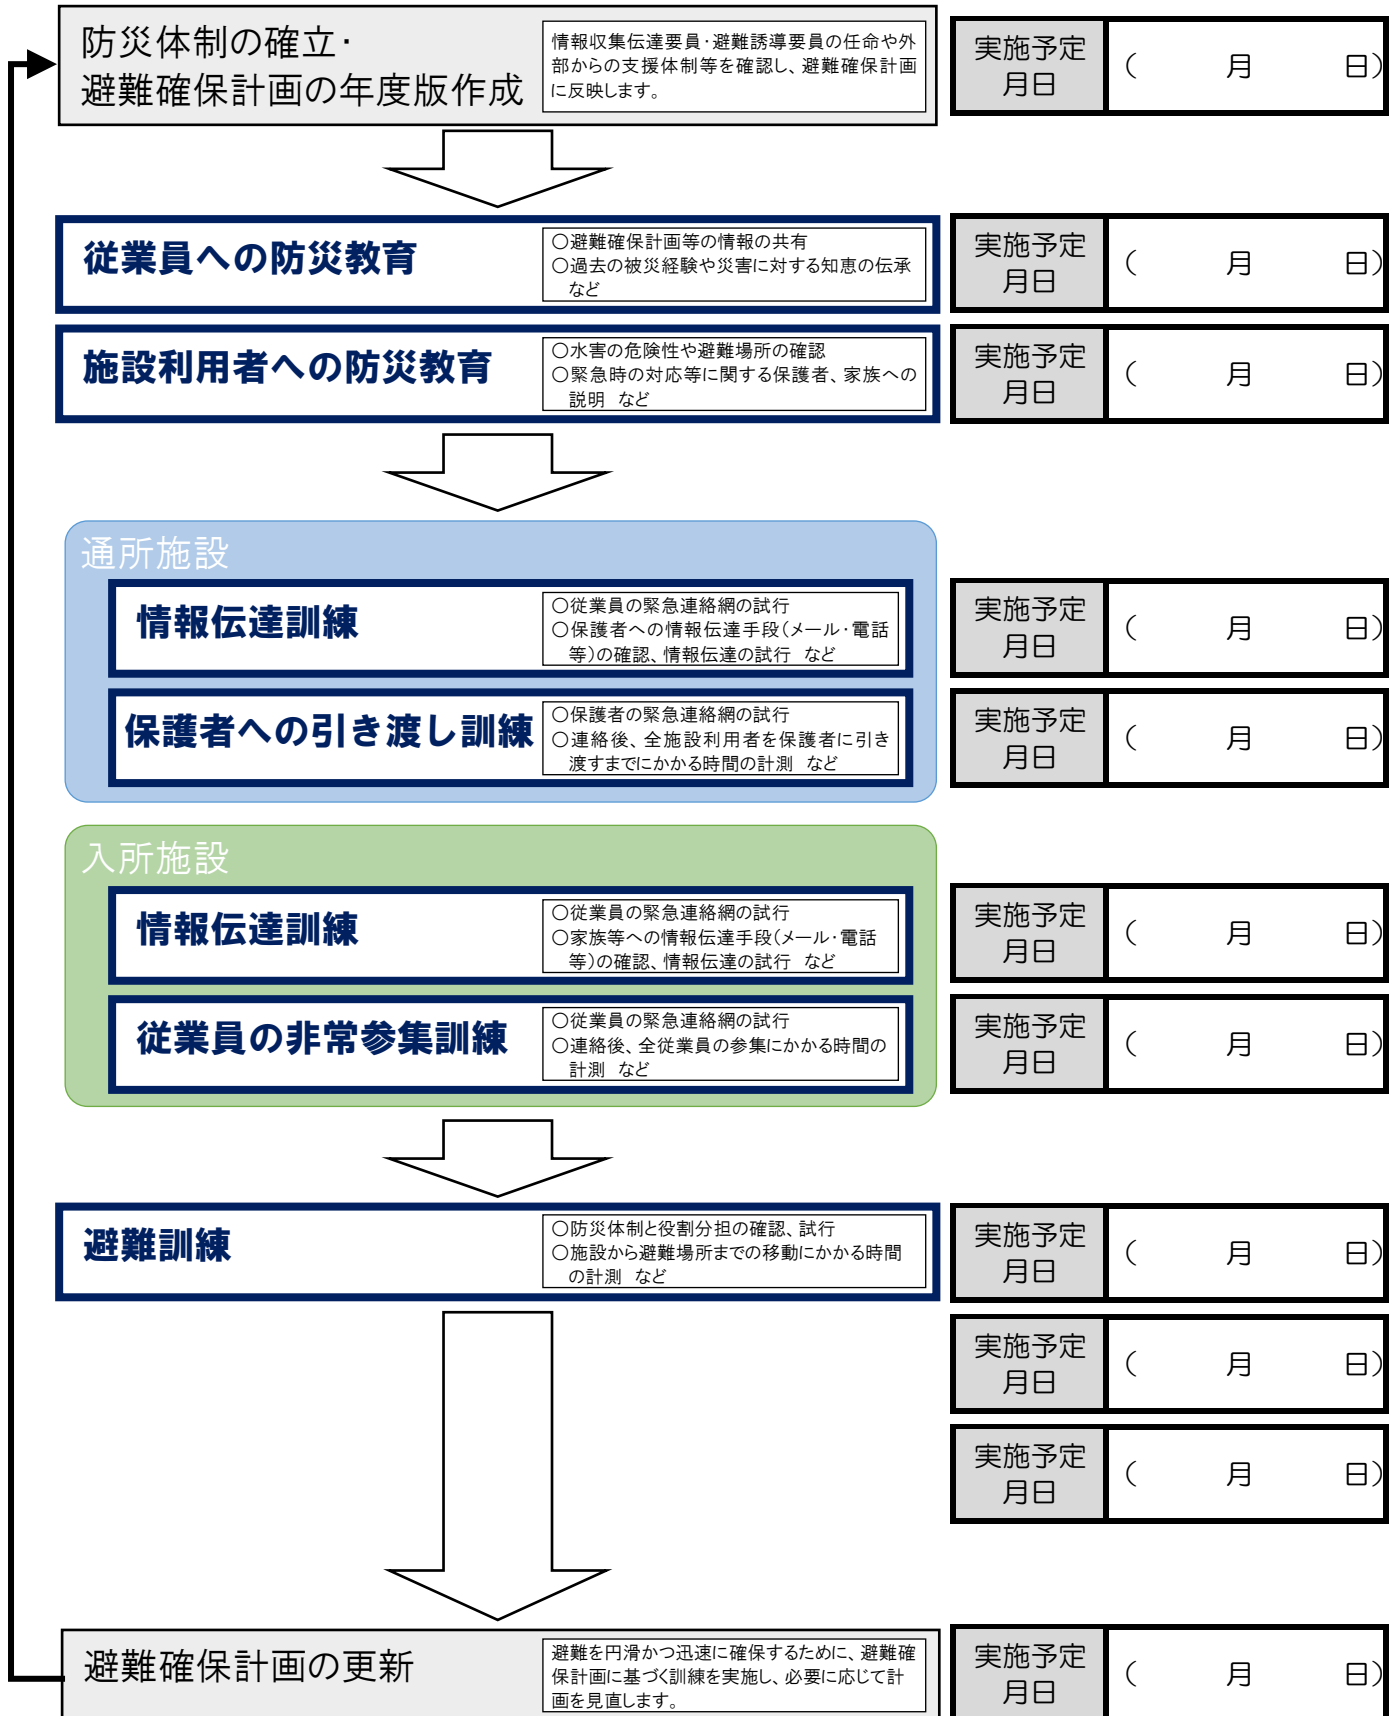 防災体制の確立・
避難確保計画の年度版作成
情報収集伝達要員・避難誘導要員の任命や外
部からの支援体制等を確認し、避難確保計画
に反映します。
実施予定
月日
（　　月　　日）
従業員への防災教育
○避難確保計画等の情報の共有
○過去の被災経験や災害に対する知恵の伝承
など
実施予定
月日
（　　月　　日）
施設利用者への防災教育
○水害の危険性や避難場所の確認
○緊急時の対応等に関する保護者、家族への
説明　など
実施予定
月日
（　　月　　日）
通所施設
情報伝達訓練
○従業員の緊急連絡網の試行
○保護者への情報伝達手段（メール・電話
等）の確認、情報伝達の試行　など
実施予定
月日
（　　月　　日）
保護者への引き渡し訓練
○保護者の緊急連絡網の試行
○連絡後、全施設利用者を保護者に引き
渡すまでにかかる時間の計測　など
実施予定
月日
（　　月　　日）
入所施設
情報伝達訓練
○従業員の緊急連絡網の試行
○家族等への情報伝達手段（メール・電話
等）の確認、情報伝達の試行　など
実施予定
月日
（　　月　　日）
従業員の非常参集訓練
○従業員の緊急連絡網の試行
○連絡後、全従業員の参集にかかる時間の
計測　など
実施予定
月日
（　　月　　日）
避難訓練
○防災体制と役割分担の確認、試行
○施設から避難場所までの移動にかかる時間
の計測　など
実施予定
月日
（　　月　　日）
実施予定
月日
（　　月　　日）
実施予定
月日
（　　月　　日）
避難確保計画の更新
避難を円滑かつ迅速に確保するために、避難確
保計画に基づく訓練を実施し、必要に応じて計
画を見直します。
実施予定
月日
（　　月　　日）